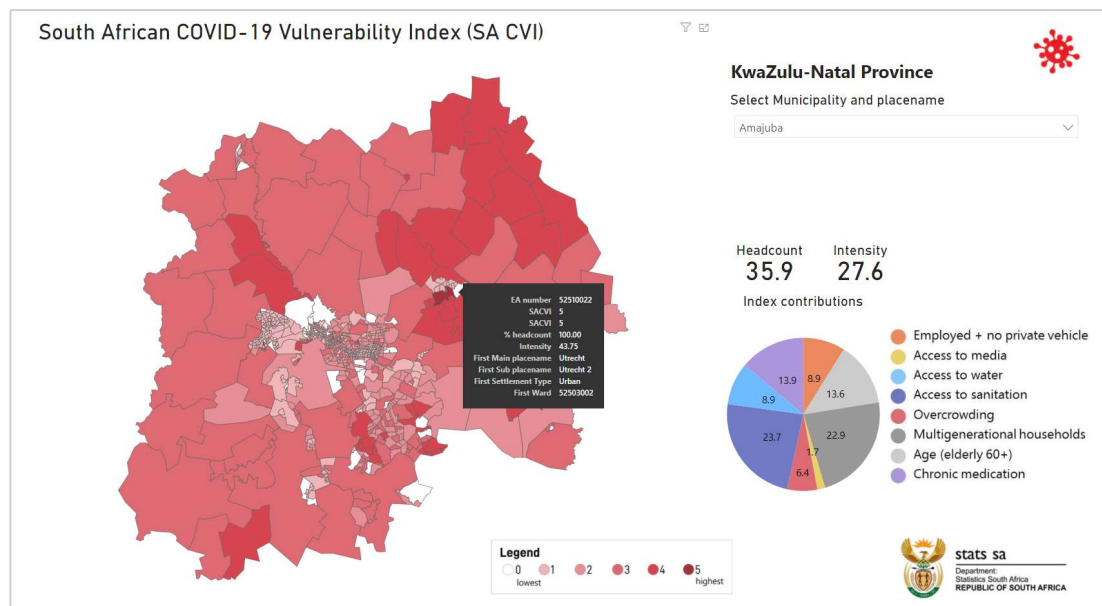 South African COVID-19 Vulnerability Index (SA CVI)
KwaZulu-Natal Province
Select Municipality and placename
Amajuba
Headcount Intensity
35.9 27.6
Index contributions
EA number 52510022
SACVI 5
SACVI 5
% headcount 100.00
Intensity 43.75
First Main placename Utrecht
First Sub placename Utrecht 2
First Settlement Type Urban
First Ward 52503002
8.9
13.6
22.9
1.7
6.4
23.7
8.9
13.9
Employed + no private vehicle
Access to media
Access to water
Access to sanitation
Overcrowding
Multigenerational households
Age (elderly 60+)
Chronic medication
Legend
0 1 2 3 4 5
lowest highest
stats sa
Department:
Statistics South Africa
REPUBLIC OF SOUTH AFRICA